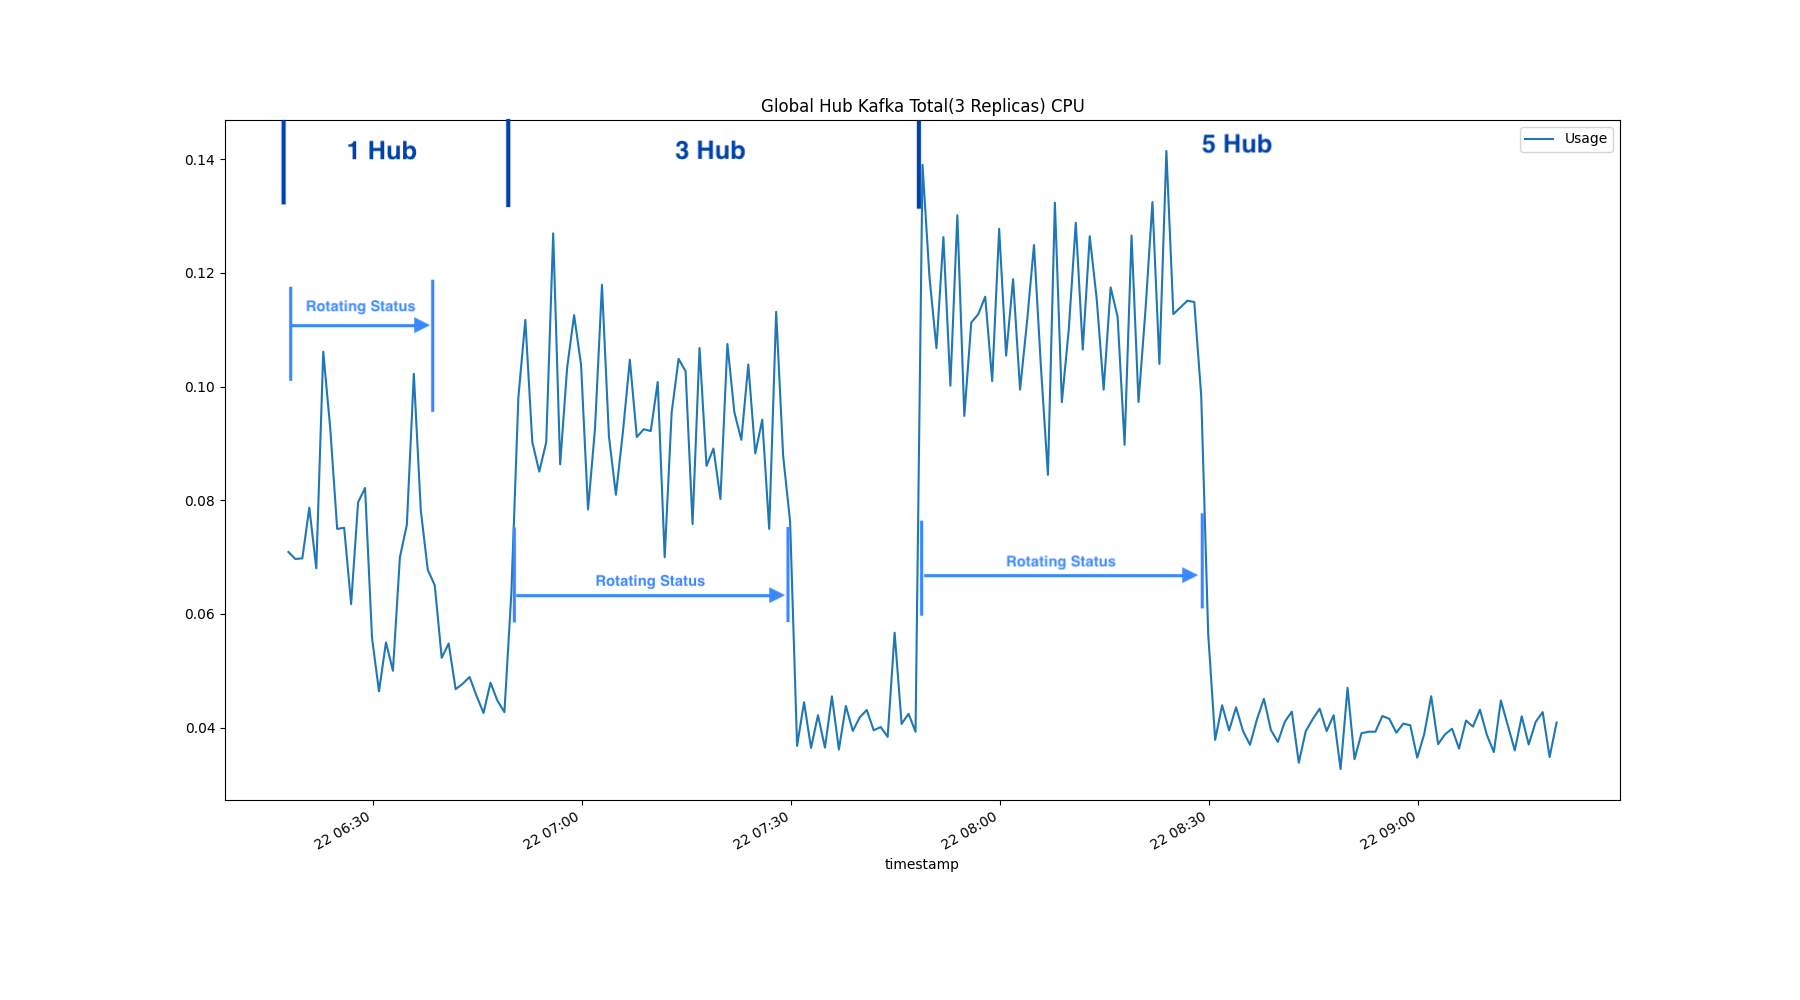 Global Hub Kafka Total(3 Replicas) CPU
1 Hub
3 Hub
5 Hub
Usage
0.14
0.12
0.10
0.08
0.06
0.04
Rotating Status
Rotating Status
Rotating Status
22 06:30
22 07:00
22 07:30
22 08:00
22 08:30
22 09:00
timestamp